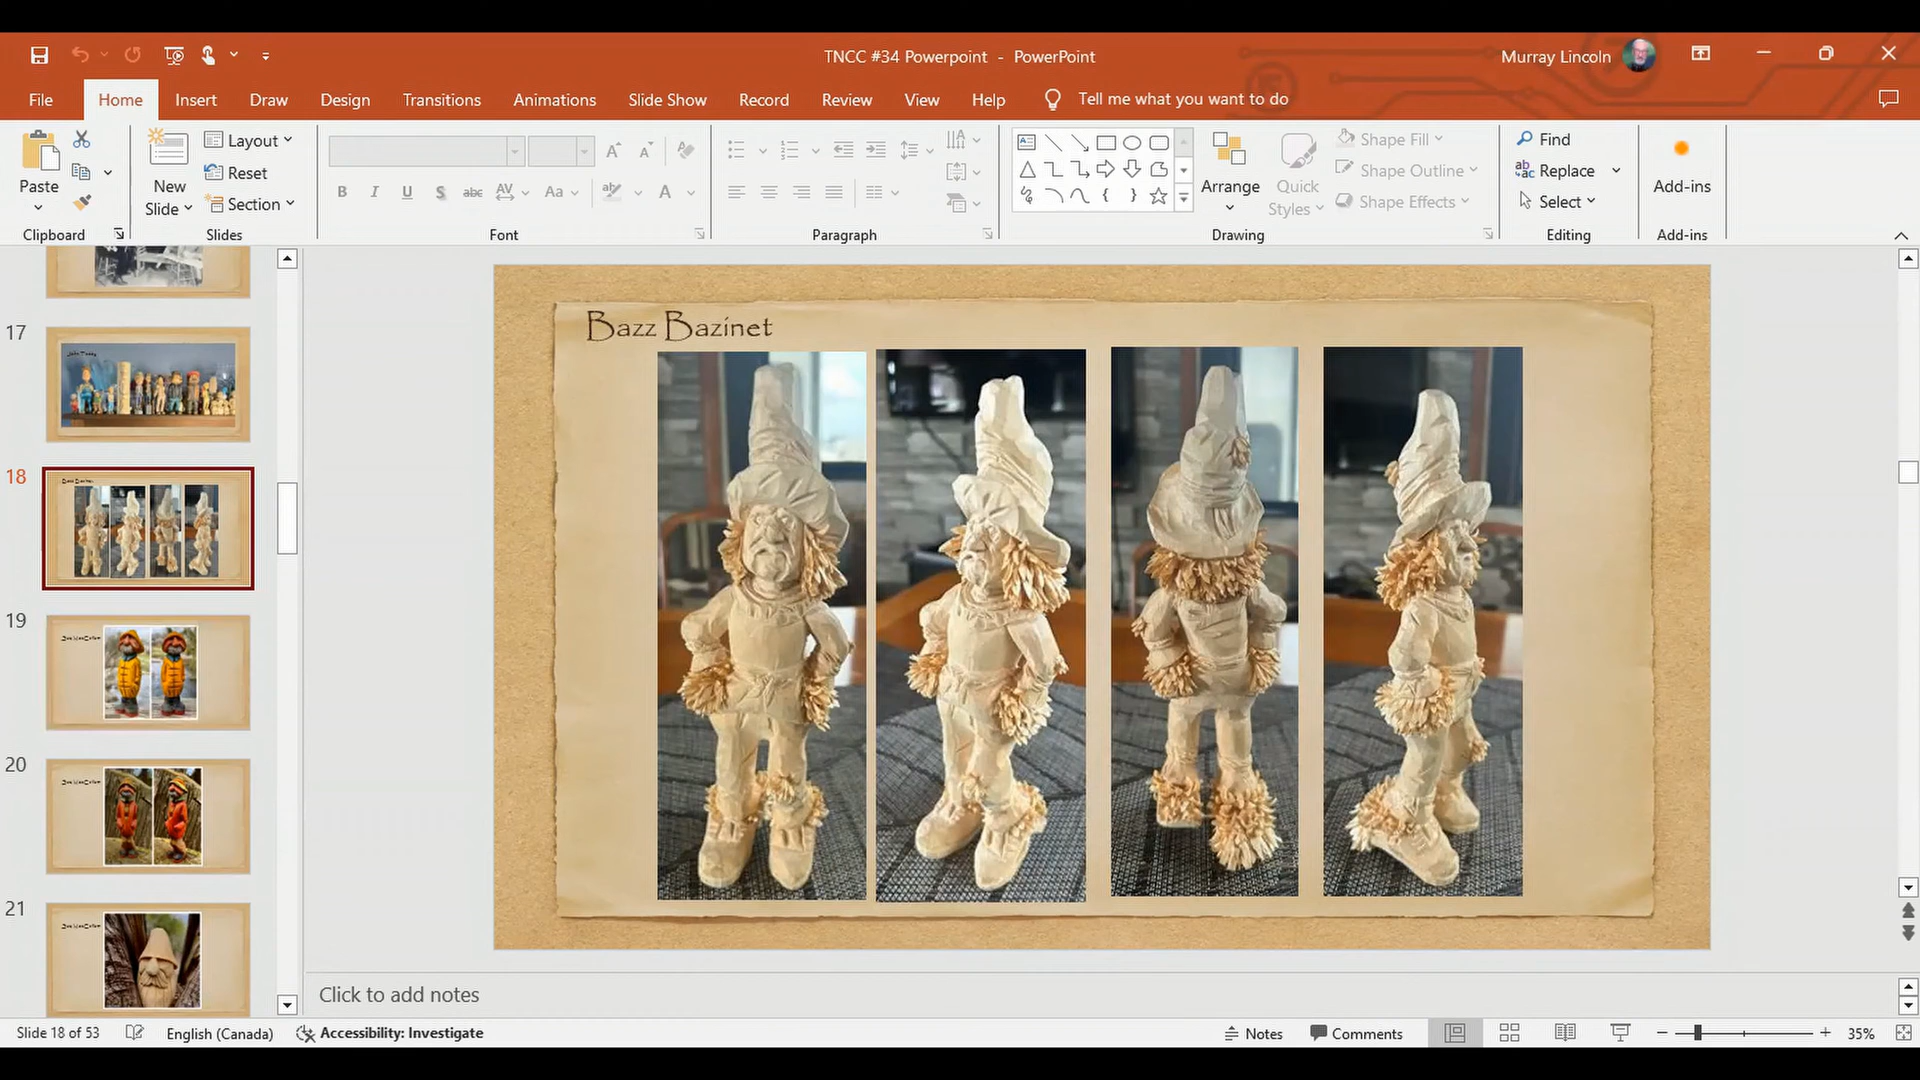 TNCC #34 Powerpoint - PowerPoint
Murray Lincoln
File Home Insert Draw Design Transitions Animations Slide Show Record Review View Help Tell me what you want to do
Paste
Clipboard
New Slide
Layout
Reset
Section
Slides
B I U S abc AV Aa A
Font
Paragraph
Arrange
Quick Styles
Shape Fill
Shape Outline
Shape Effects
Drawing
Find
Replace
Select
Editing
Add-ins
Add-ins
17
18
19
20
21
Bazz Bazinet
Click to add notes
Slide 18 of 53 English (Canada) Accessibility: Investigate Notes Comments 35%